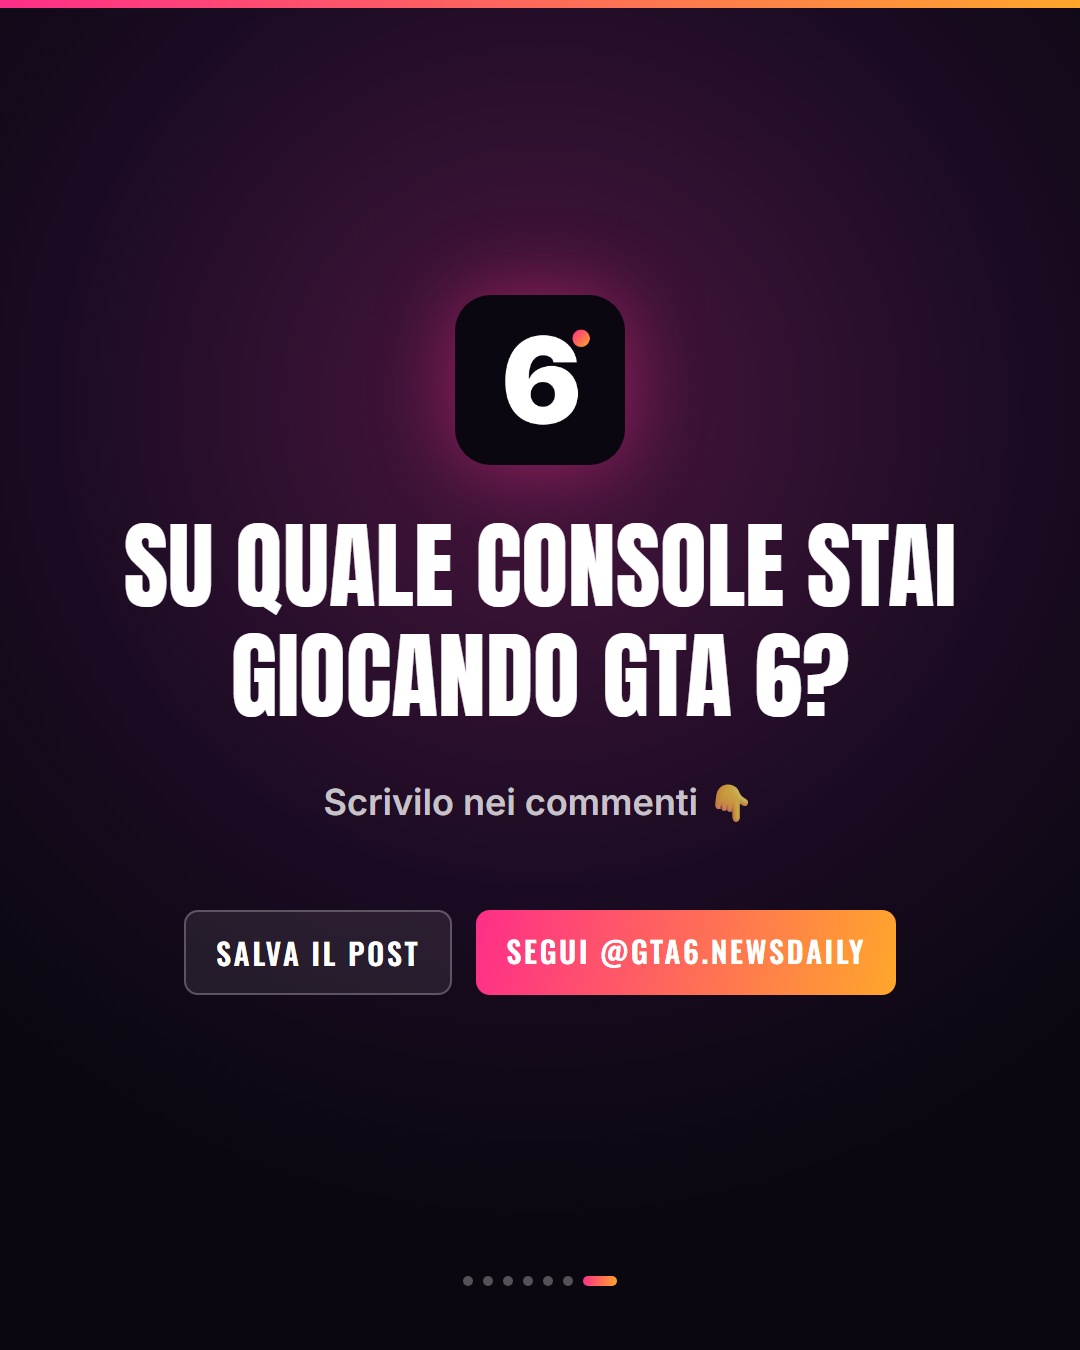 6
SU QUALE CONSOLE STAI
GIOCANDO GTA 6?
Scrivilo nei commenti 👇
SALVA IL POST
SEGUI @GTA6.NEWSDAILY